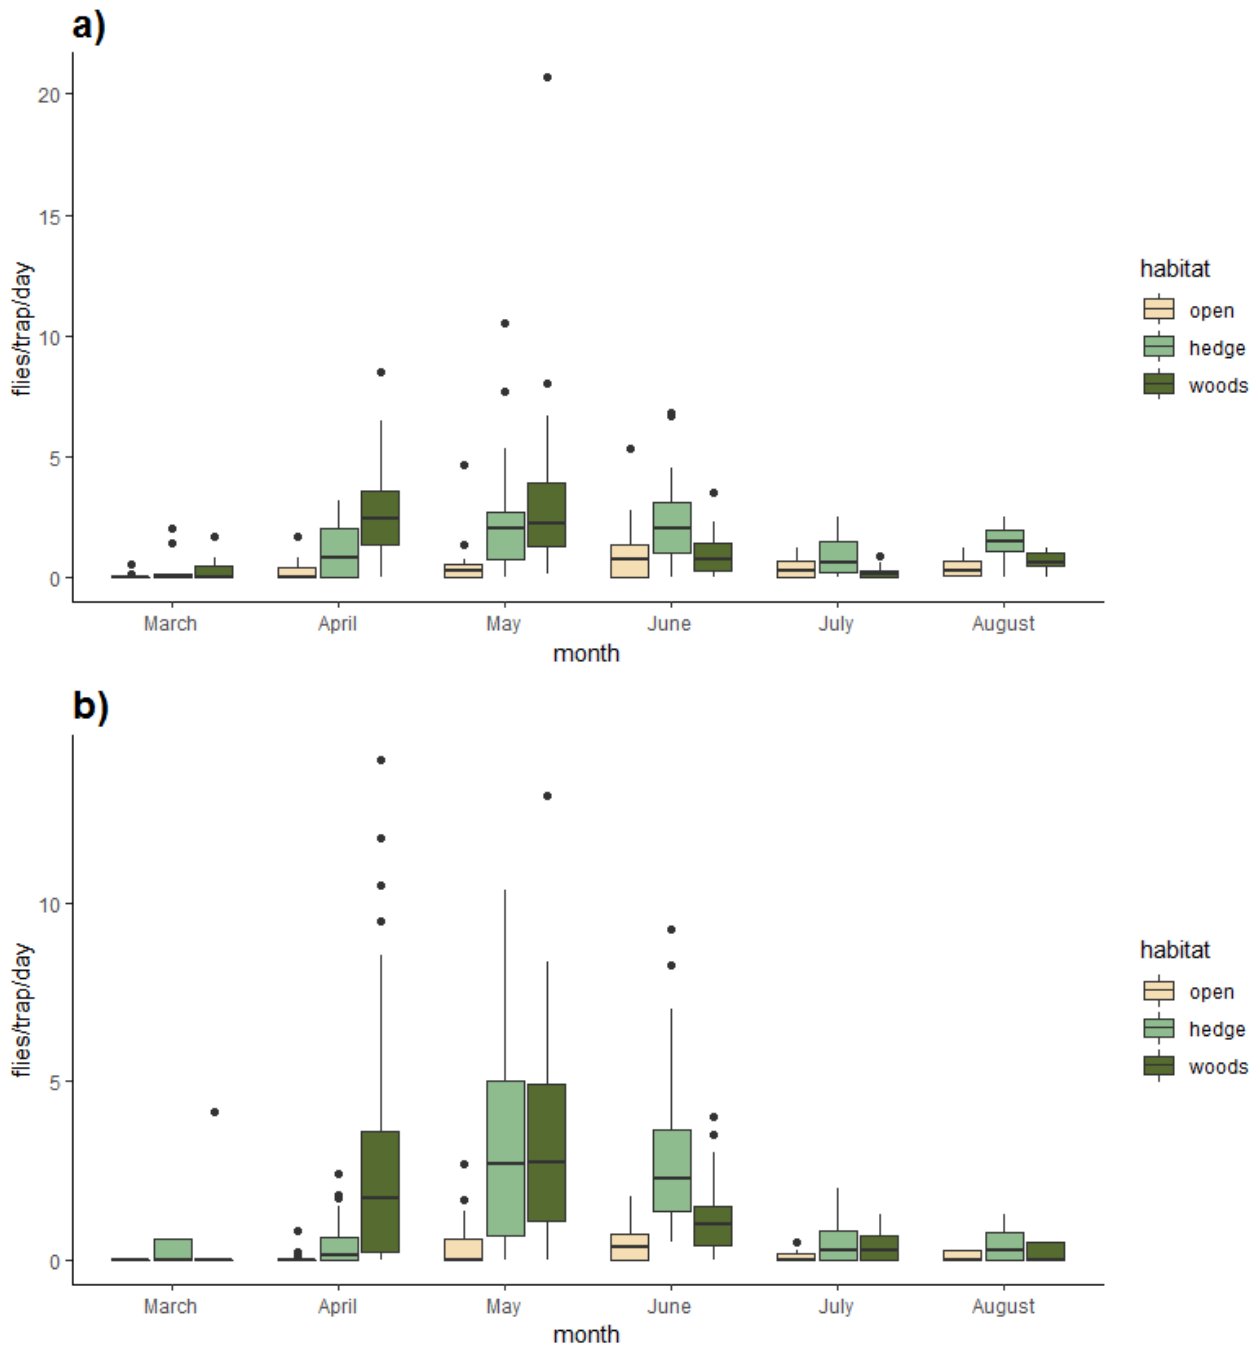 a)
20
15
10
5
0
flies/trap/day
March April May June July August
month
habitat
open
hedge
woods
b)
10
5
0
flies/trap/day
March April May June July August
month
habitat
open
hedge
woods